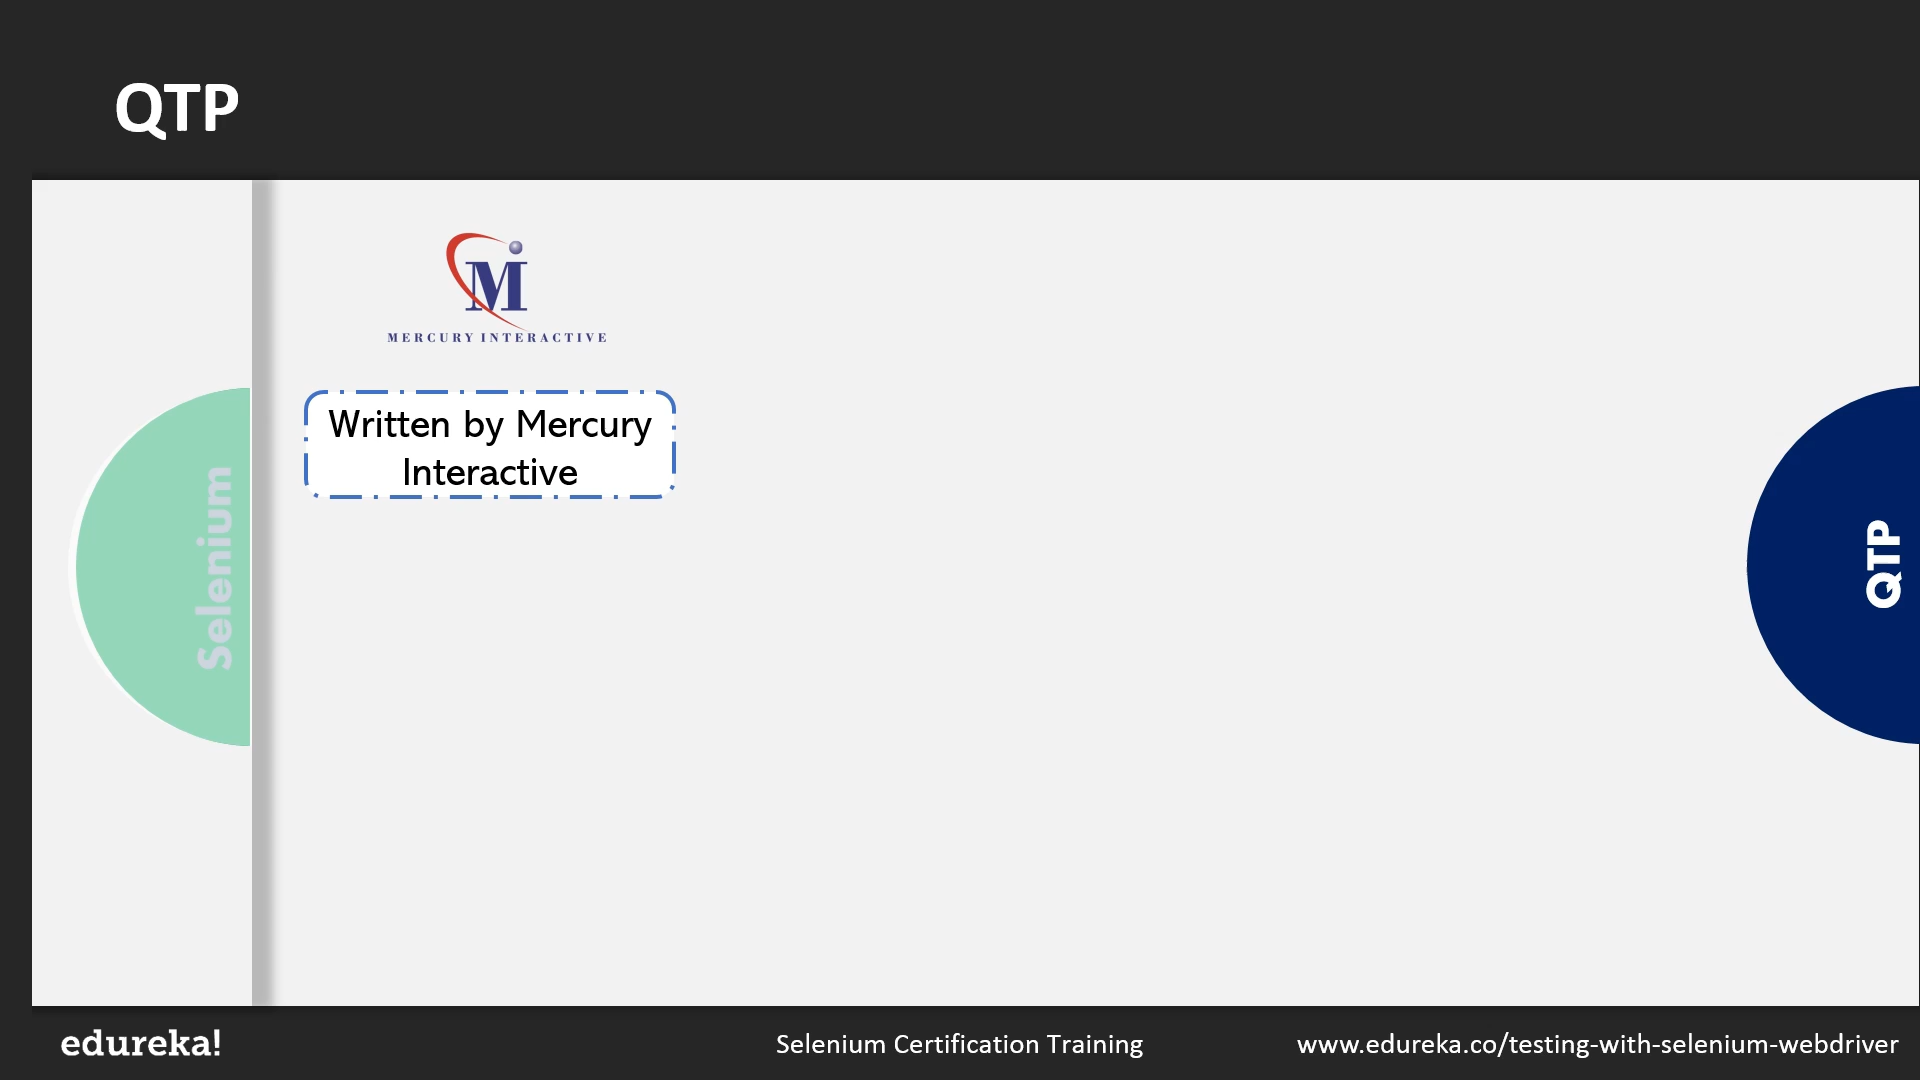 QTP
MERCURY INTERACTIVE
Written by Mercury
Interactive
Selenium
QTP
edureka!
Selenium Certification Training
www.edureka.co/testing-with-selenium-webdriver